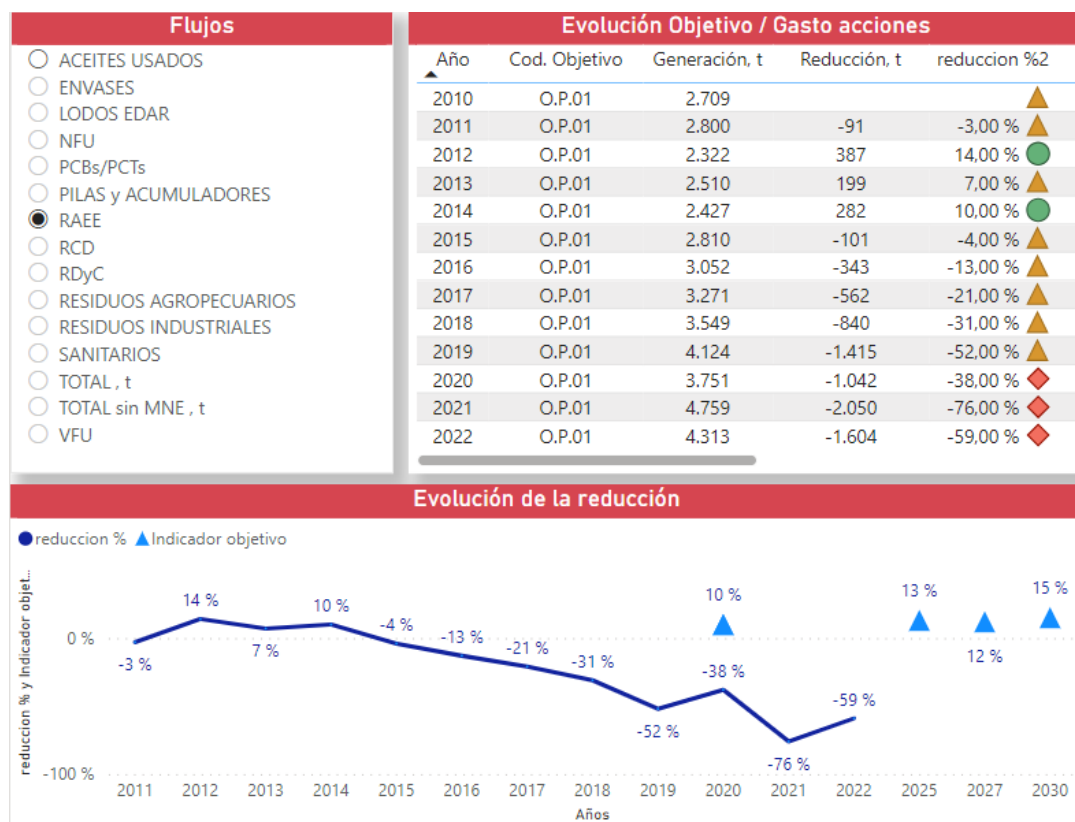 Flujos
ACEITES USADOS
ENVASES
LODOS EDAR
NFU
PCBs/PCTs
PILAS y ACUMULADORES
RAEE
RCD
RDyC
RESIDUOS AGROPECUARIOS
RESIDUOS INDUSTRIALES
SANITARIOS
TOTAL , t
TOTAL sin MNE , t
VFU
Evolución Objetivo / Gasto acciones
Año Cod. Objetivo Generación, t Reducción, t reduccion %2
2010 O.P.01 2.709
2011 O.P.01 2.800 -91 -3,00 %
2012 O.P.01 2.322 387 14,00 %
2013 O.P.01 2.510 199 7,00 %
2014 O.P.01 2.427 282 10,00 %
2015 O.P.01 2.810 -101 -4,00 %
2016 O.P.01 3.052 -343 -13,00 %
2017 O.P.01 3.271 -562 -21,00 %
2018 O.P.01 3.549 -840 -31,00 %
2019 O.P.01 4.124 -1.415 -52,00 %
2020 O.P.01 3.751 -1.042 -38,00 %
2021 O.P.01 4.759 -2.050 -76,00 %
2022 O.P.01 4.313 -1.604 -59,00 %
Evolución de la reducción
reduccion % Indicador objetivo
reduccion % y Indicador objet...
0 %
-100 %
-3 %
14 %
7 %
10 %
-4 %
-13 %
-21 %
-31 %
-52 %
10 %
-38 %
-76 %
-59 %
13 %
12 %
15 %
2011 2012 2013 2014 2015 2016 2017 2018 2019 2020 2021 2022 2025 2027 2030
Años